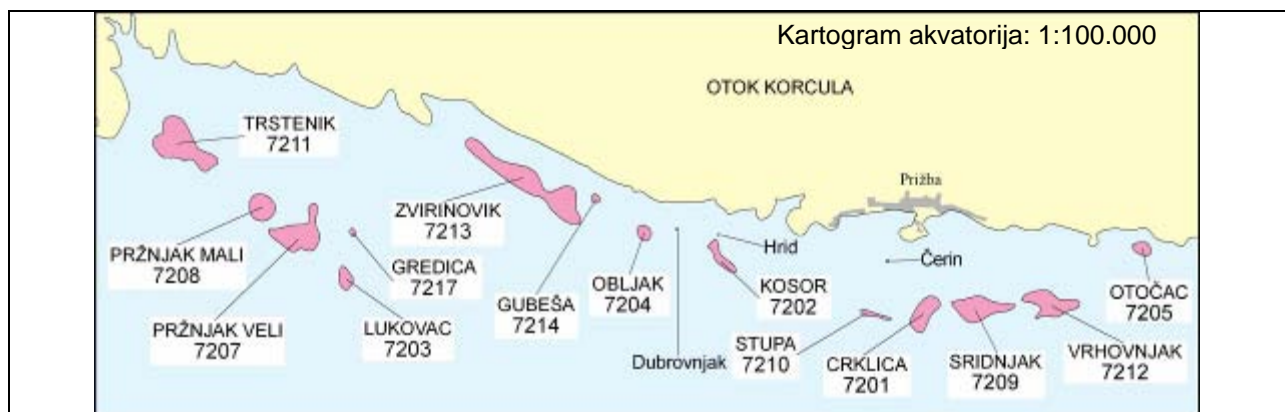 Kartogram akvatorija: 1:100.000
OTOK KORCULA
TRSTENIK
7211
Prižba
ZVIRINOVIK
7213
PRŽNJAK MALI
7208
GREDICA
7217
Hrid
Čerin
OBLJAK
7204
KOSOR
7202
OTOČAC
7205
GUBEŠA
7214
PRŽNJAK VELI
7207
LUKOVAC
7203
Dubrovnjak
STUPA
7210
CRKLICA
7201
SRIDNJAK
7209
VRHOVNJAK
7212